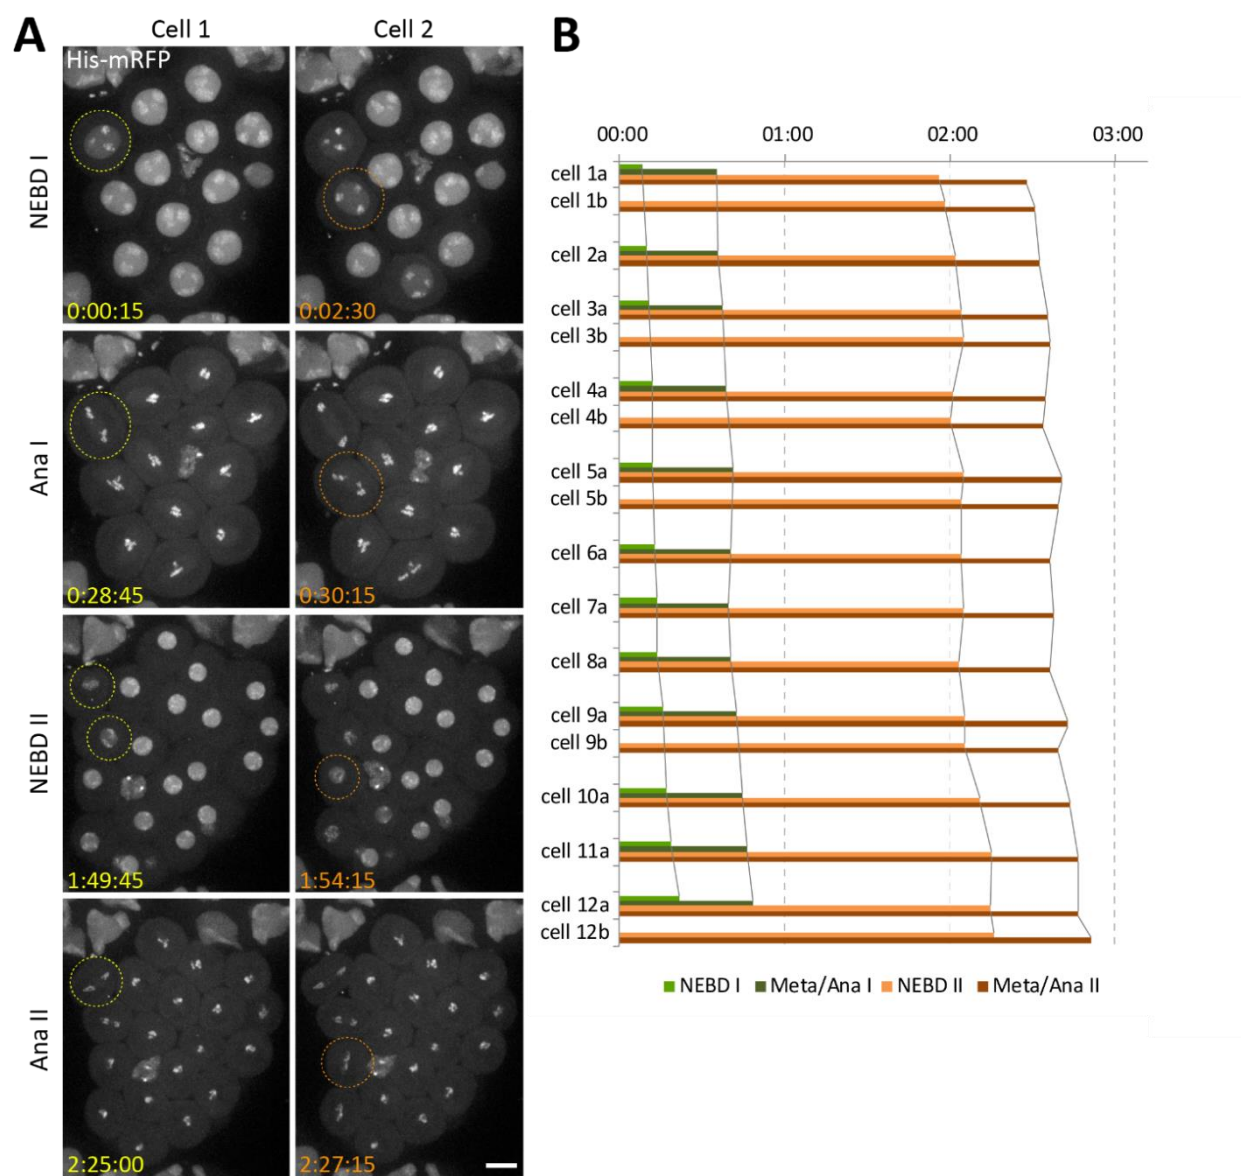 A
Cell 1
Cell 2
His-mRFP
NEBD I
0:00:15
0:02:30
Ana I
0:28:45
0:30:15
NEBD II
1:49:45
1:54:15
Ana II
2:25:00
2:27:15
B
00:00 01:00 02:00 03:00
cell 1a
cell 1b
cell 2a
cell 3a
cell 3b
cell 4a
cell 4b
cell 5a
cell 5b
cell 6a
cell 7a
cell 8a
cell 9a
cell 9b
cell 10a
cell 11a
cell 12a
cell 12b
NEBD I Meta/Ana I NEBD II Meta/Ana II